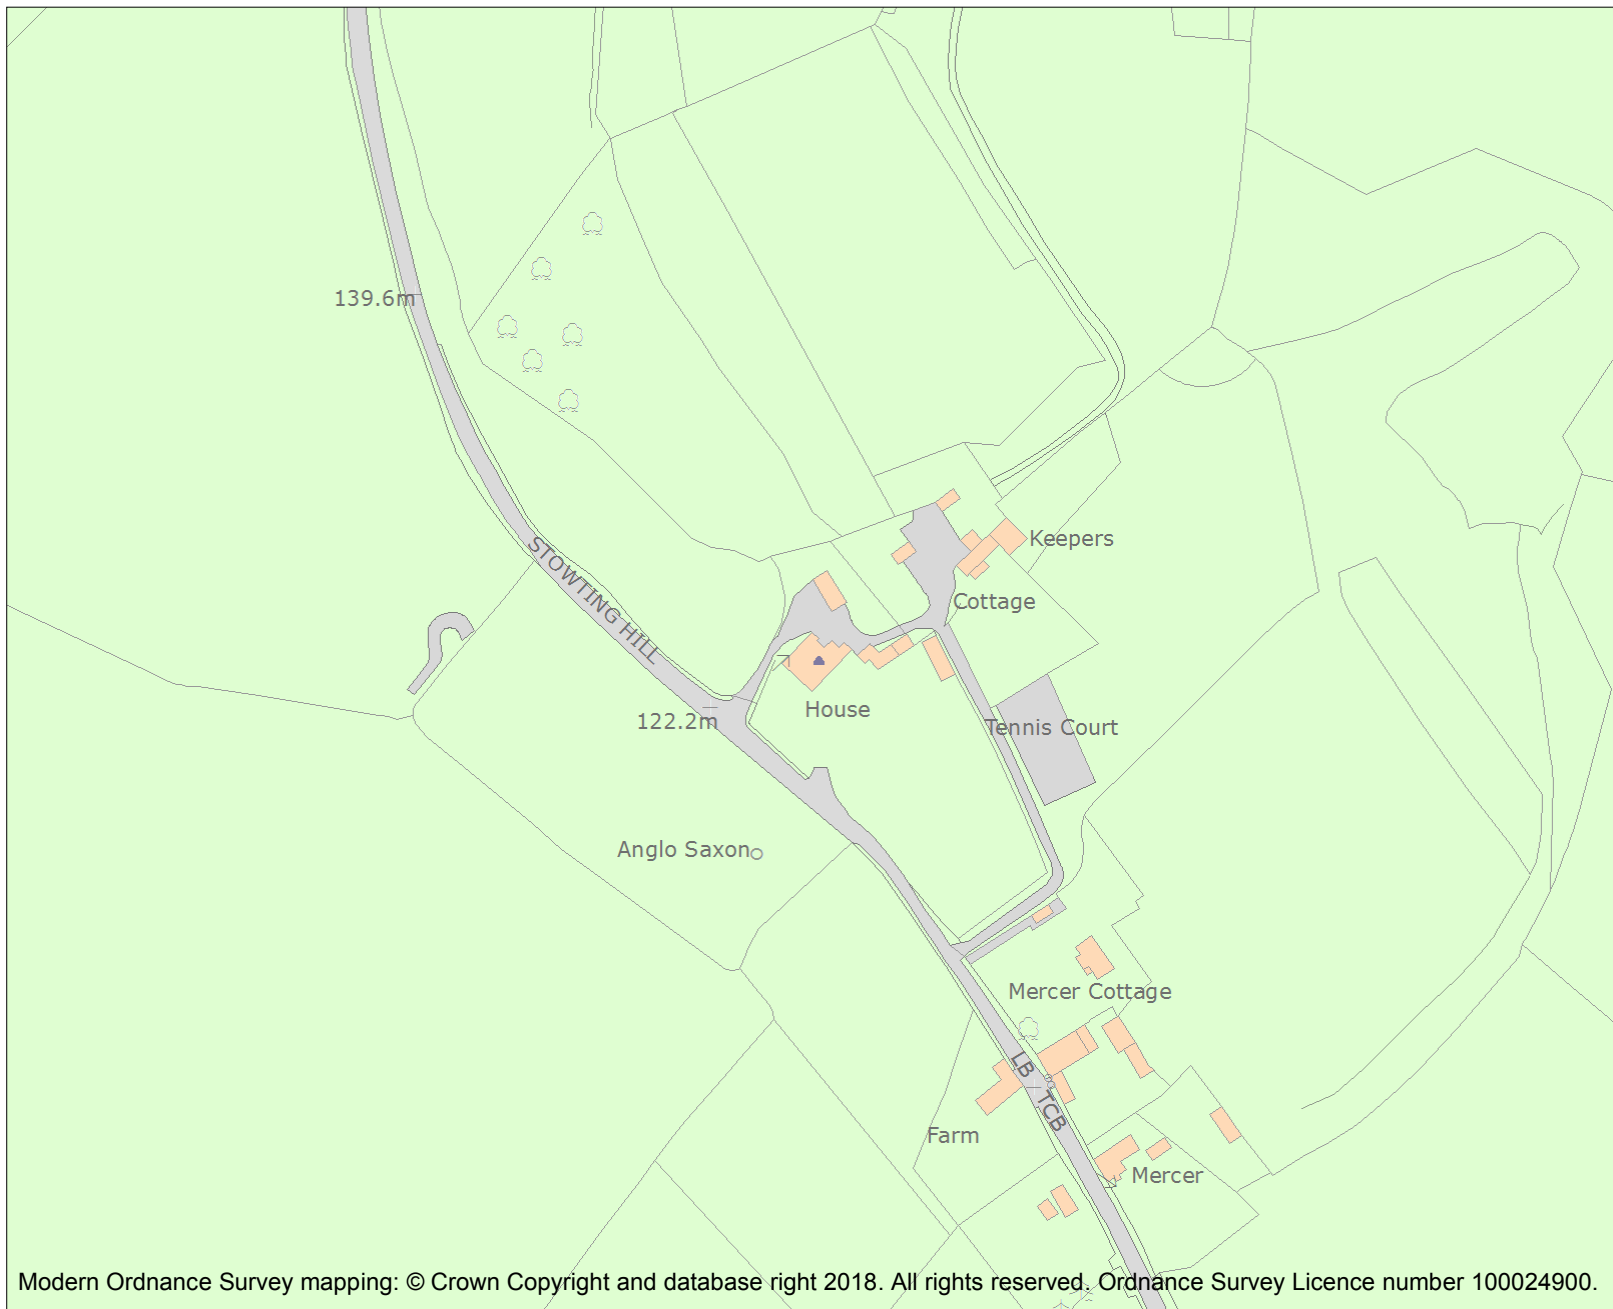 139.6m
STOWTING HILL
Keepers
Cottage
House
122.2m
Tennis Court
Anglo Saxon
Mercer Cottage
LB
TCB
Farm
Mercer
Modern Ordnance Survey mapping: © Crown Copyright and database right 2018. All rights reserved. Ordnance Survey Licence number 100024900.